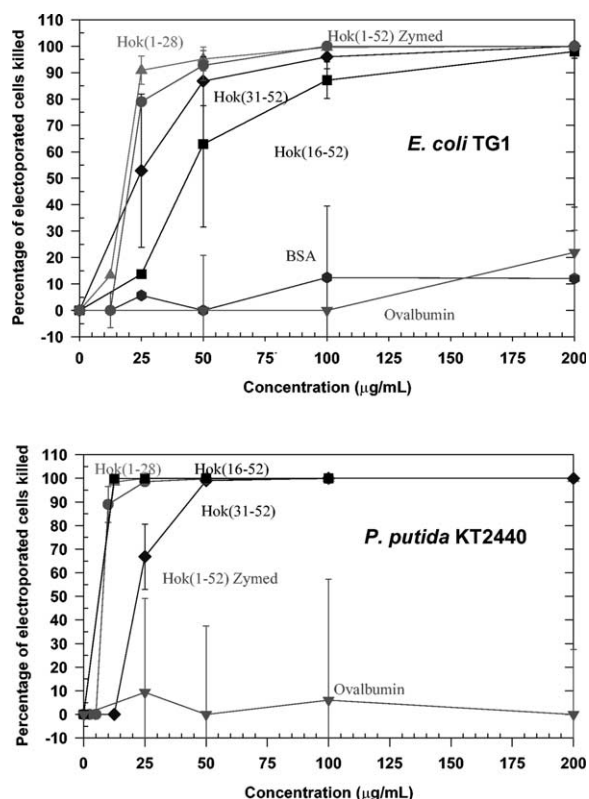 Percentage of electoporated cells killed
110
100
90
80
70
60
50
40
30
20
10
0
-10
Hok(1-28)
Hok(1-52) Zymed
Hok(31-52)
Hok(16-52)
E. coli TG1
BSA
Ovalbumin
0 25 50 75 100 125 150 175 200
Concentration (µg/mL)
Percentage of electroporated cells killed
110
100
90
80
70
60
50
40
30
20
10
0
-10
Hok(1-28)
Hok(16-52)
Hok(31-52)
P. putida KT2440
Hok(1-52) Zymed
Ovalbumin
0 25 50 75 100 125 150 175 200
Concentration (µg/mL)